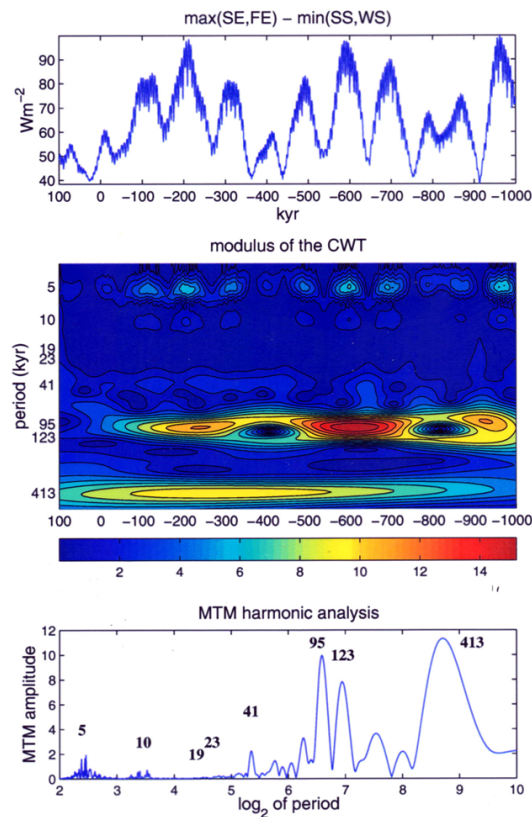 max(SE,FE) − min(SS,WS)
Wm−2
90
80
70
60
50
40
100 0 −100 −200 −300 −400 −500 −600 −700 −800 −900 −1000
kyr
modulus of the CWT
period (kyr)
5
10
19
23
41
95
123
413
100 0 −100 −200 −300 −400 −500 −600 −700 −800 −900 −1000
2 4 6 8 10 12 14
MTM harmonic analysis
MTM amplitude
12
10
8
6
4
2
0
5 10 19 23 41 95 123 413
2 3 4 5 6 7 8 9 10
log2 of period